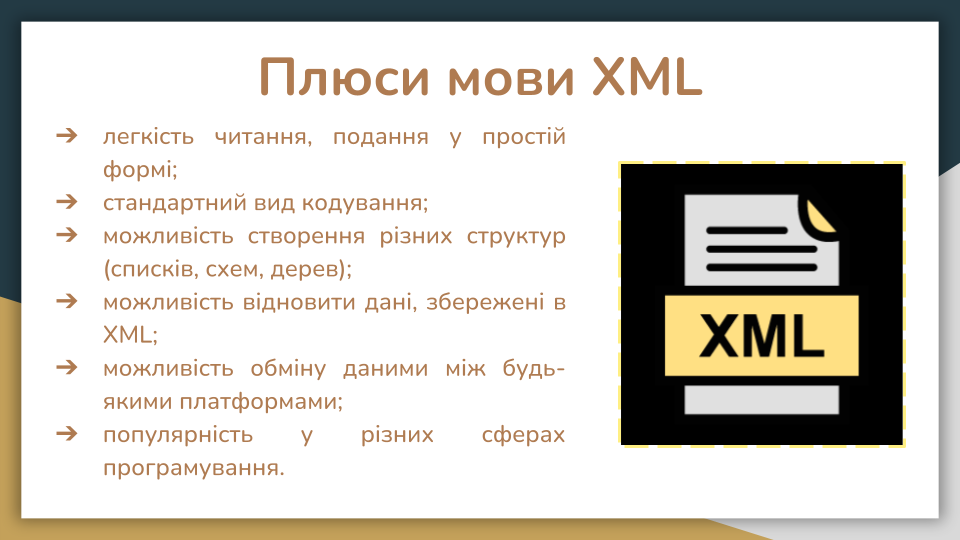 Плюси мови XML
➔ легкість читання, подання у простій
формі;
➔ стандартний вид кодування;
➔ можливість створення різних структур
(списків, схем, дерев);
➔ можливість відновити дані, збережені в
XML;
➔ можливість обміну даними між будь-
якими платформами;
➔ популярність у різних сферах
програмування.
XML